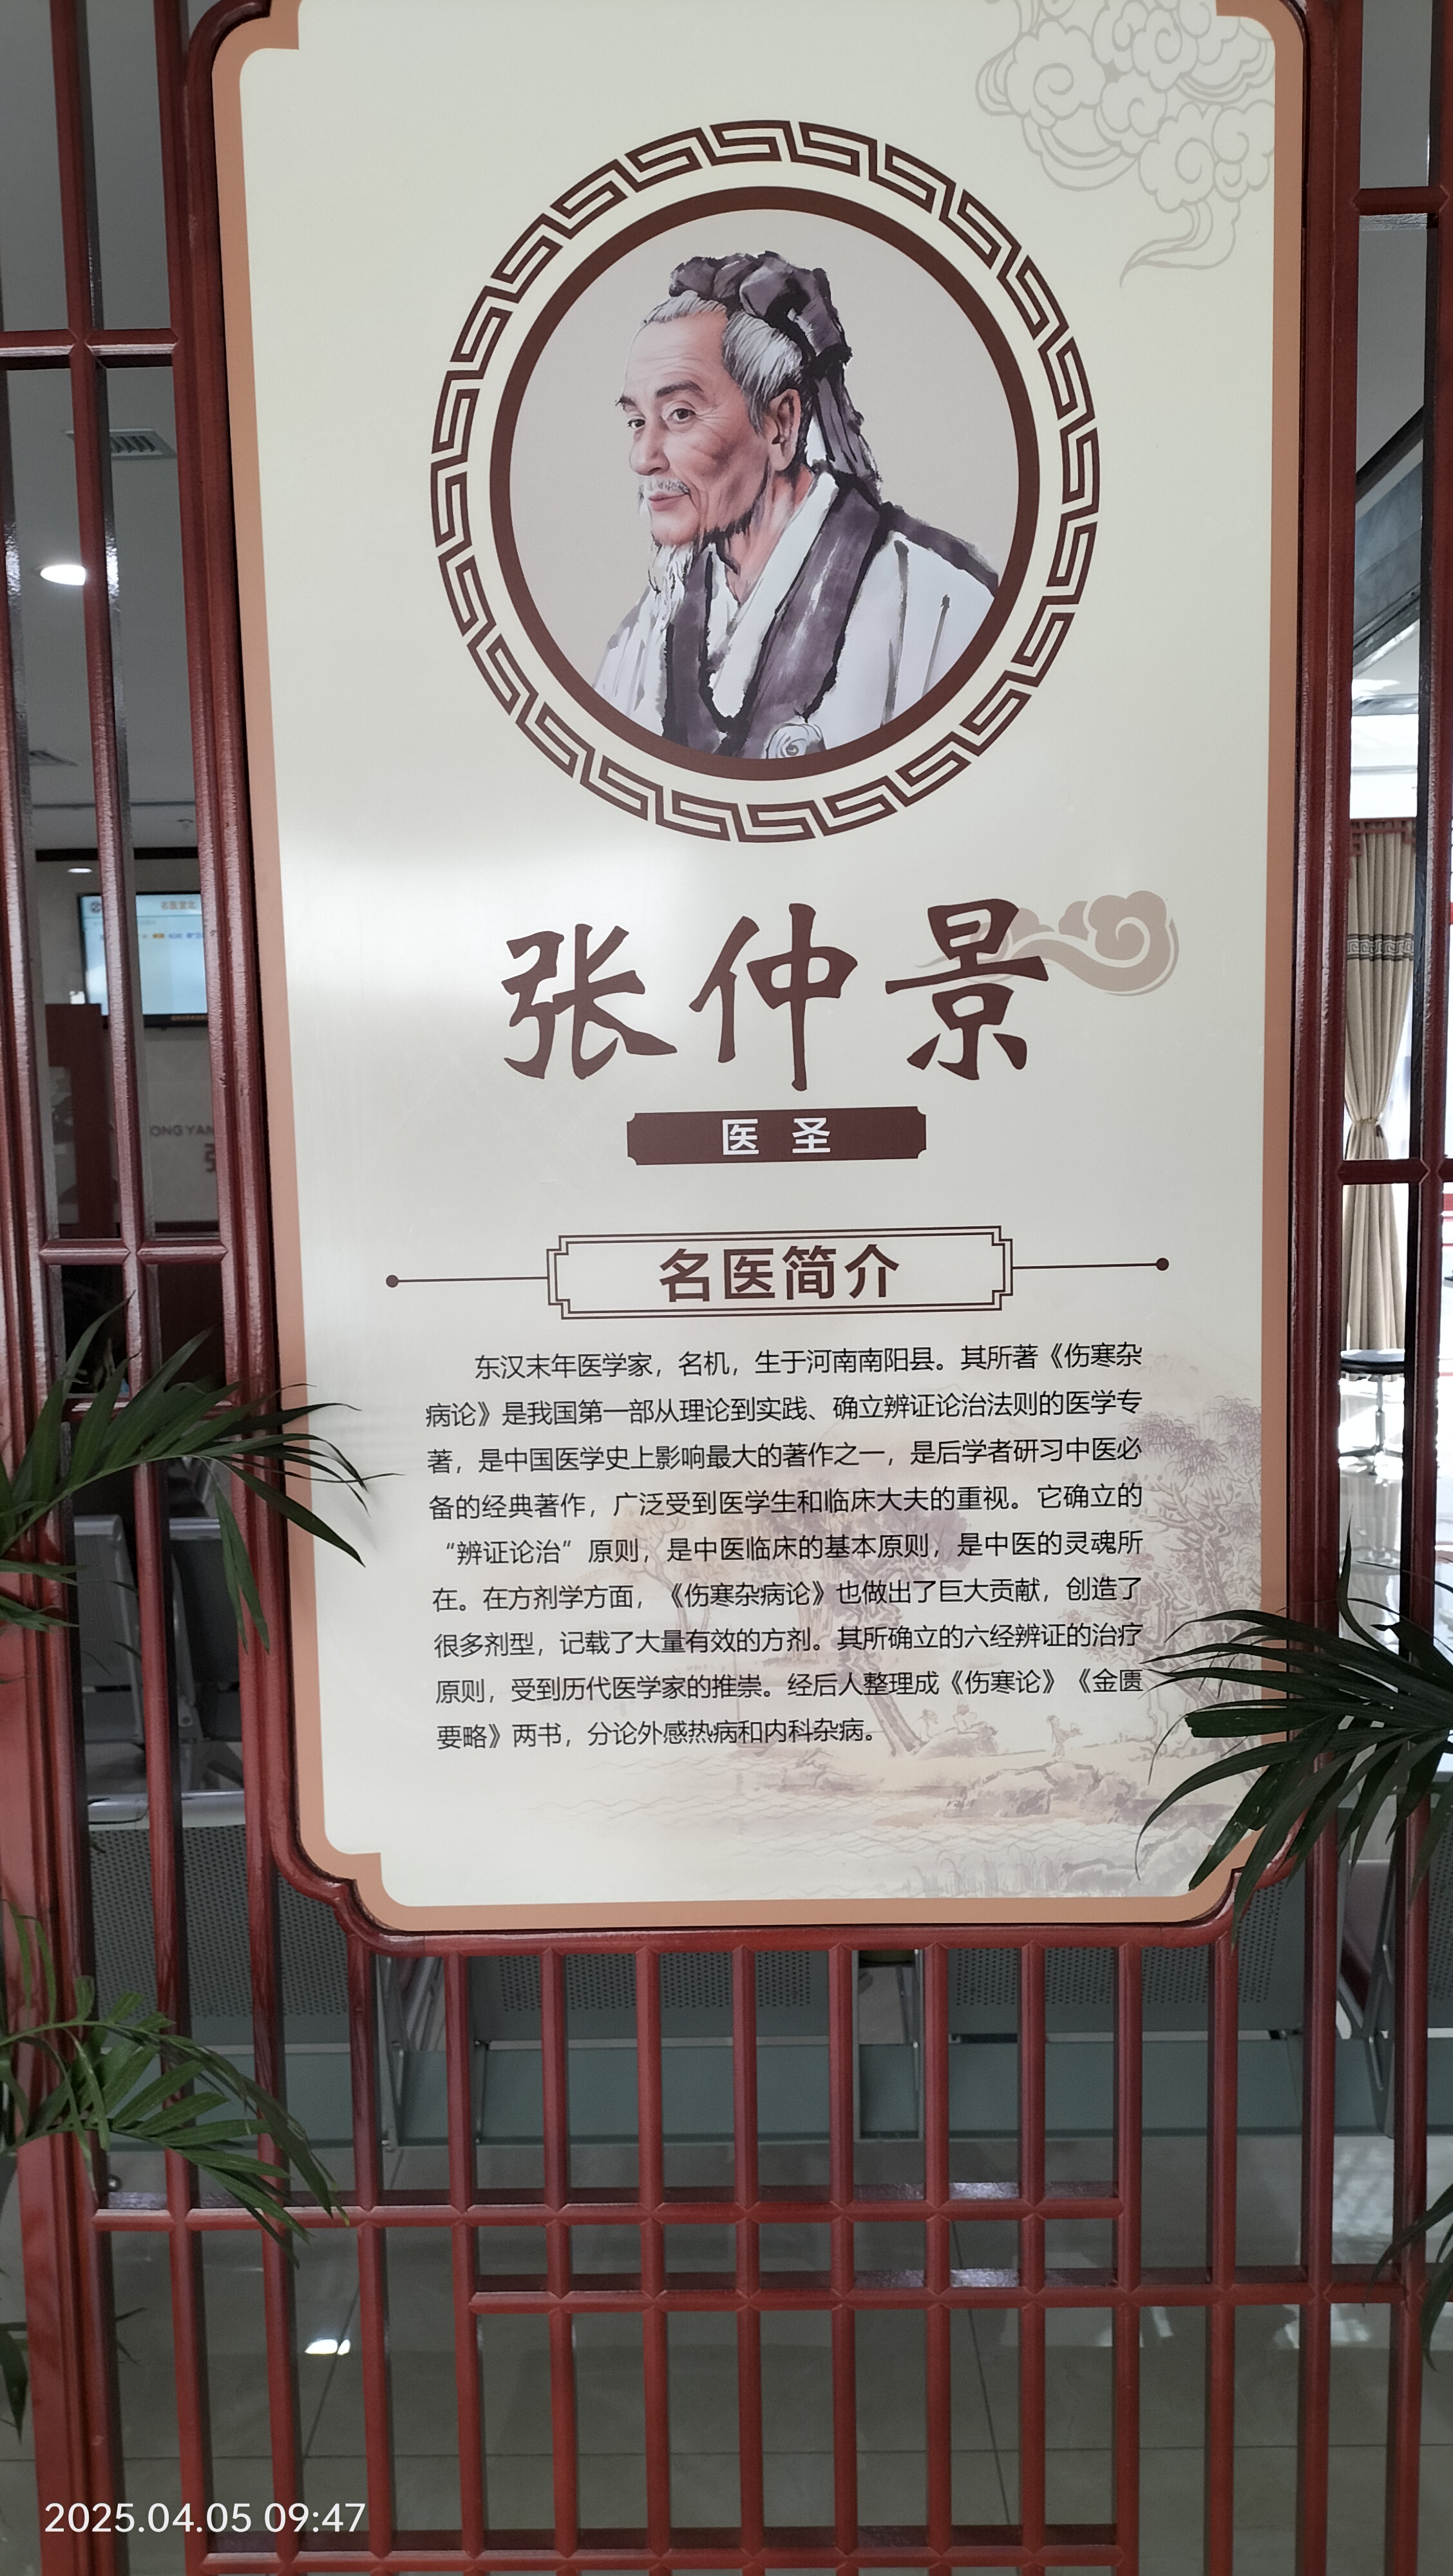 张仲景
医圣
名医简介
东汉末年医学家，名机，生于河南南阳县。其所著《伤寒杂
病论》是我国第一部从理论到实践、确立辨证论治法则的医学专
著，是中国医学史上影响最大的著作之一，是后学者研习中医必
备的经典著作，广泛受到医学生和临床大夫的重视。它确立的
“辨证论治”原则，是中医临床的基本原则，是中医的灵魂所
在。在方剂学方面，《伤寒杂病论》也做出了巨大贡献，创造了
很多剂型，记载了大量有效的方剂。其所确立的六经辨证的治疗
原则，受到历代医学家的推崇。经后人整理成《伤寒论》《金匮
要略》两书，分论外感热病和内科杂病。
ONG YAN
2025.04.05 09:47